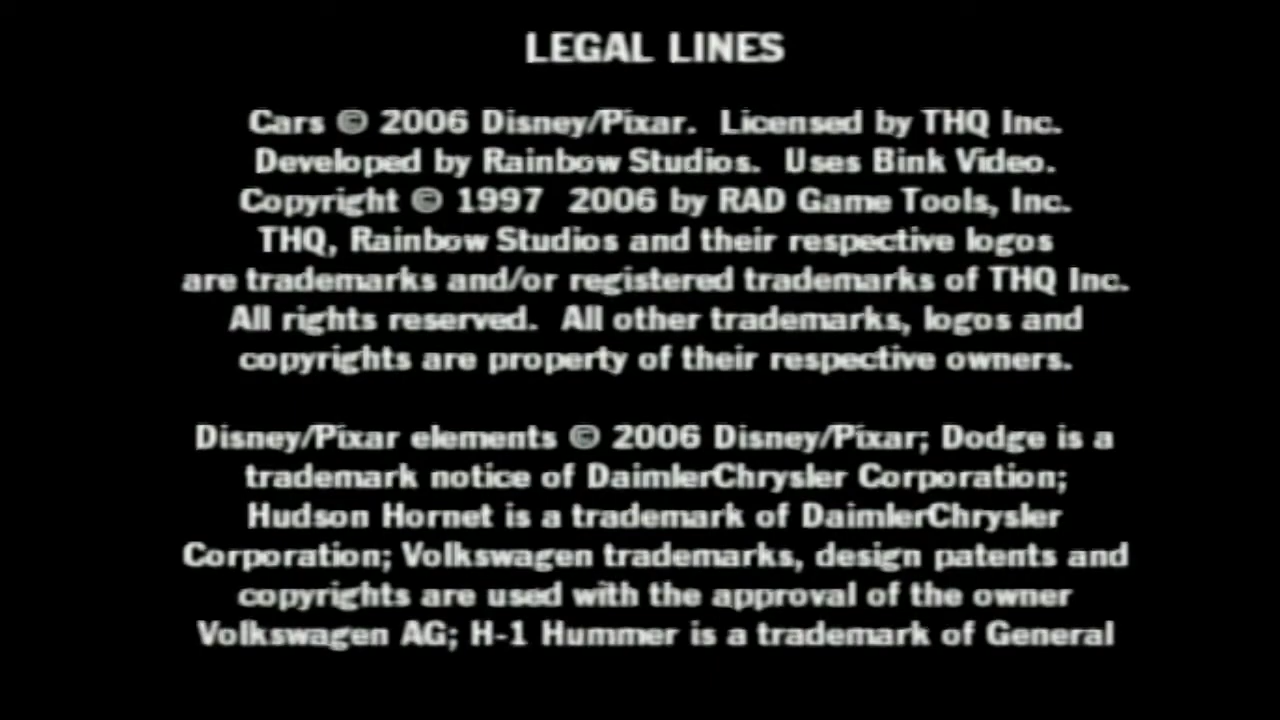 LEGAL LINES
Cars © 2006 Disney/Pixar.  Licensed by THQ Inc.
Developed by Rainbow Studios.  Uses Bink Video.
Copyright © 1997  2006 by RAD Game Tools, Inc.
THQ, Rainbow Studios and their respective logos
are trademarks and/or registered trademarks of THQ Inc.
All rights reserved.  All other trademarks, logos and
copyrights are property of their respective owners.
Disney/Pixar elements © 2006 Disney/Pixar; Dodge is a
trademark notice of DaimlerChrysler Corporation;
Hudson Hornet is a trademark of DaimlerChrysler
Corporation; Volkswagen trademarks, design patents and
copyrights are used with the approval of the owner
Volkswagen AG; H-1 Hummer is a trademark of General